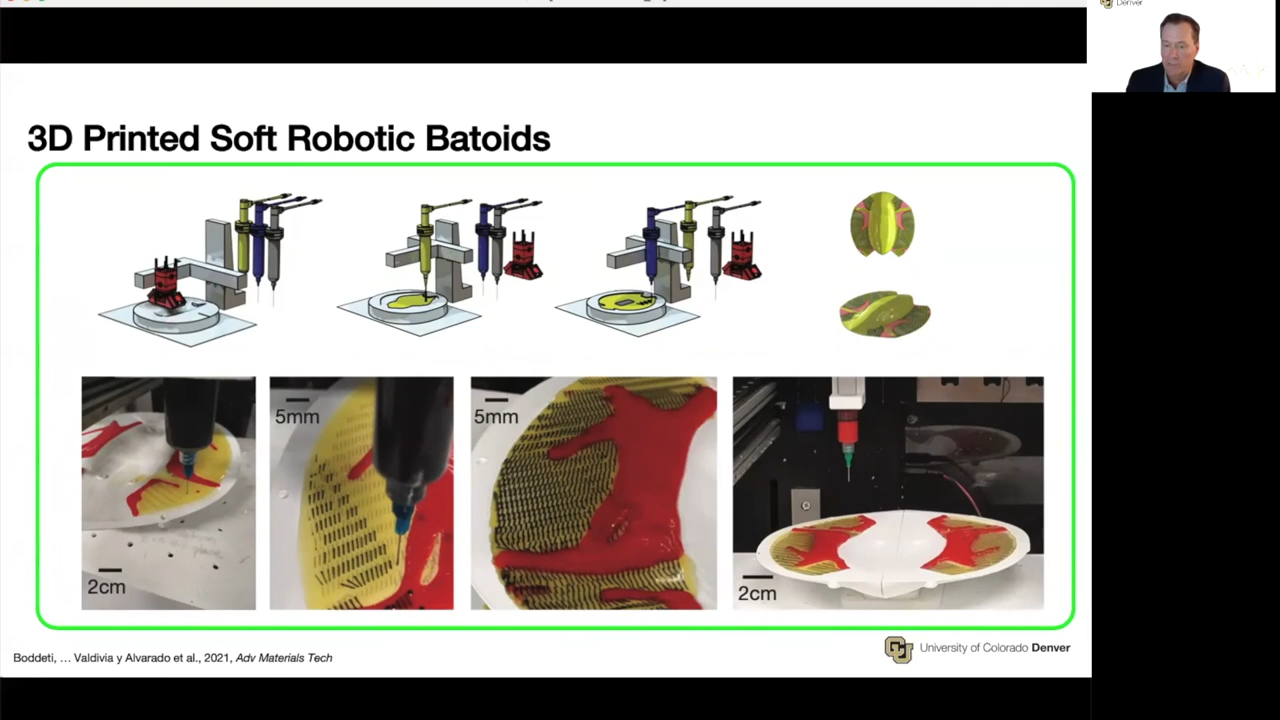 Denver
3D Printed Soft Robotic Batoids
5mm
5mm
2cm
2cm
Boddeti, … Valdivia y Alvarado et al., 2021, Adv Materials Tech
University of Colorado Denver